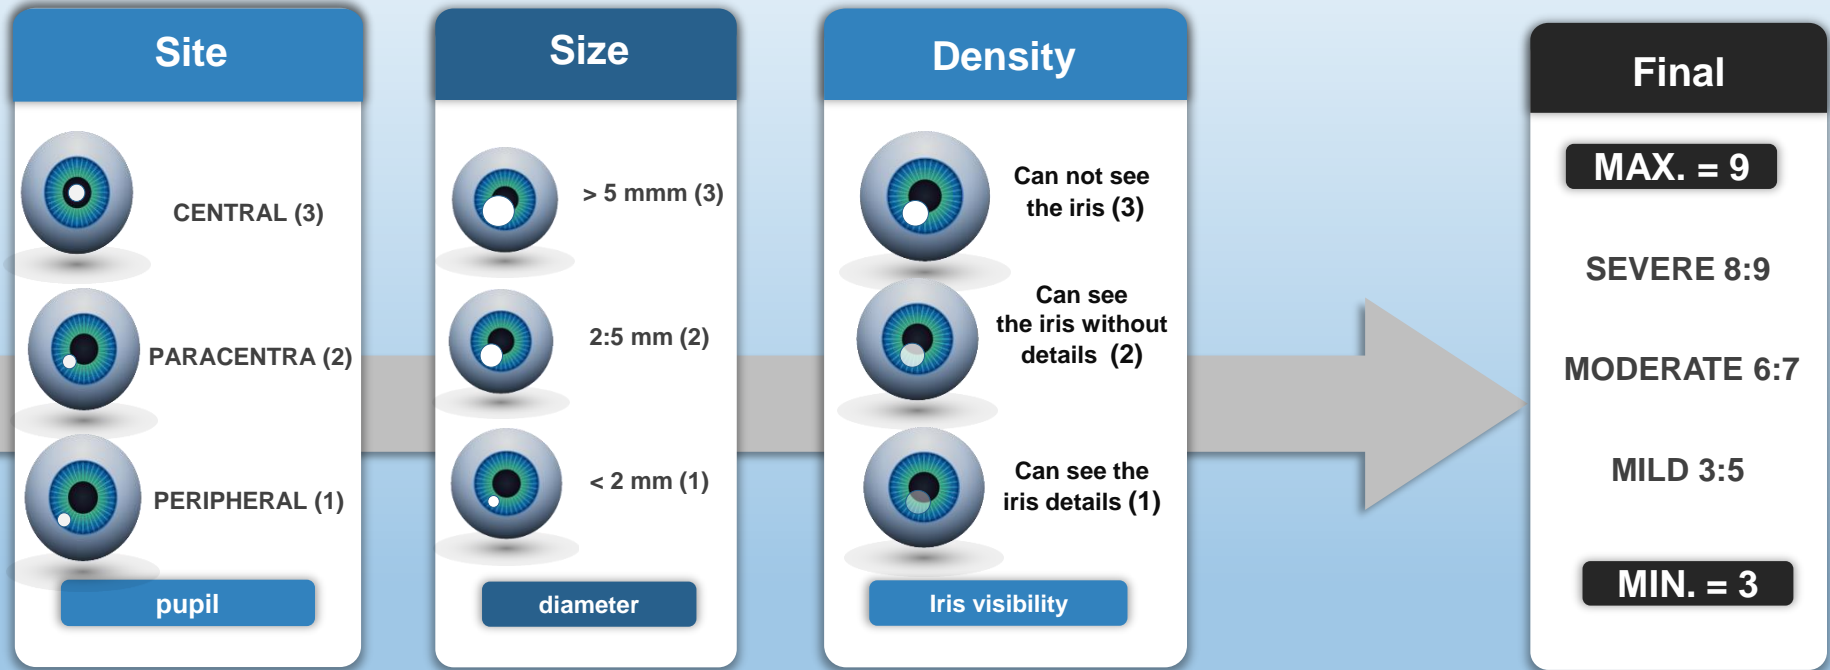 Site
CENTRAL (3)
PARACENTRA (2)
PERIPHERAL (1)
pupil
Size
> 5 mmm (3)
2:5 mm (2)
< 2 mm (1)
diameter
Density
Can not see
the iris (3)
Can see
the iris without
details (2)
Can see the
iris details (1)
Iris visibility
Final
MAX. = 9
SEVERE 8:9
MODERATE 6:7
MILD 3:5
MIN. = 3